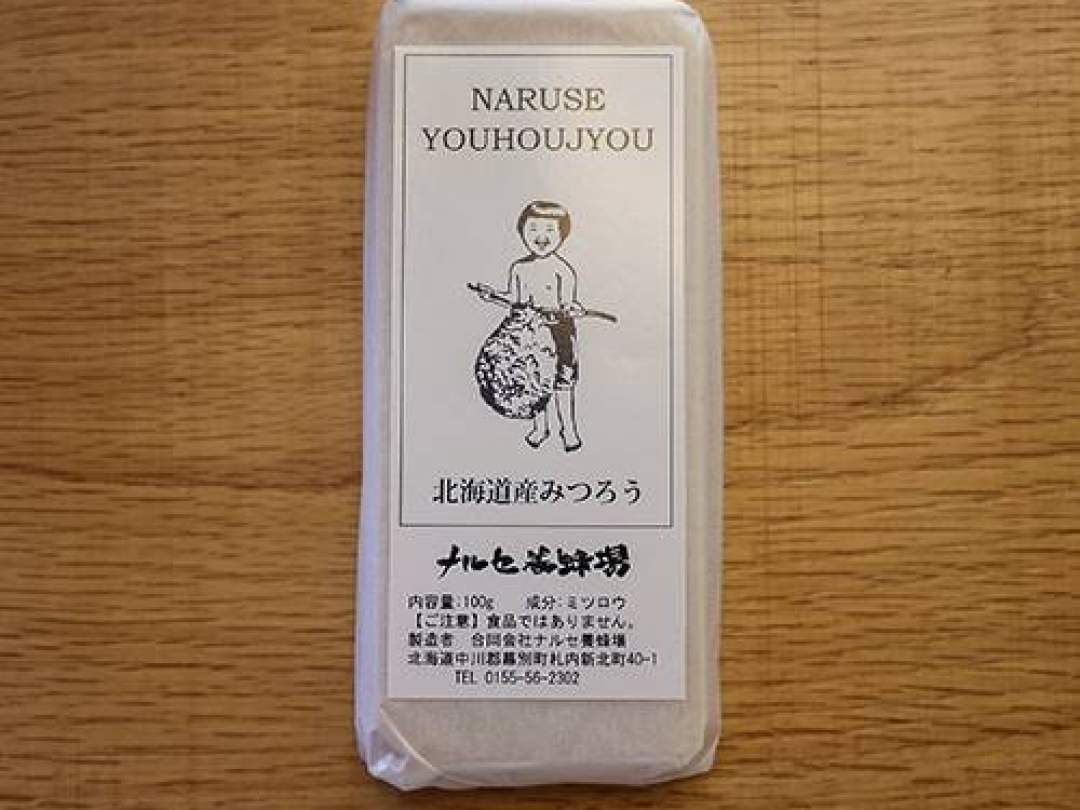 NARUSE
YOUHOUJYOU
北海道産みつろう
ナルセ養蜂場
内容量:100g 成分:ミツロウ
【ご注意】食品ではありません。
製造者 合同会社ナルセ養蜂場
北海道中川郡幕別町札内新北町40-1
TEL 0155-56-2302